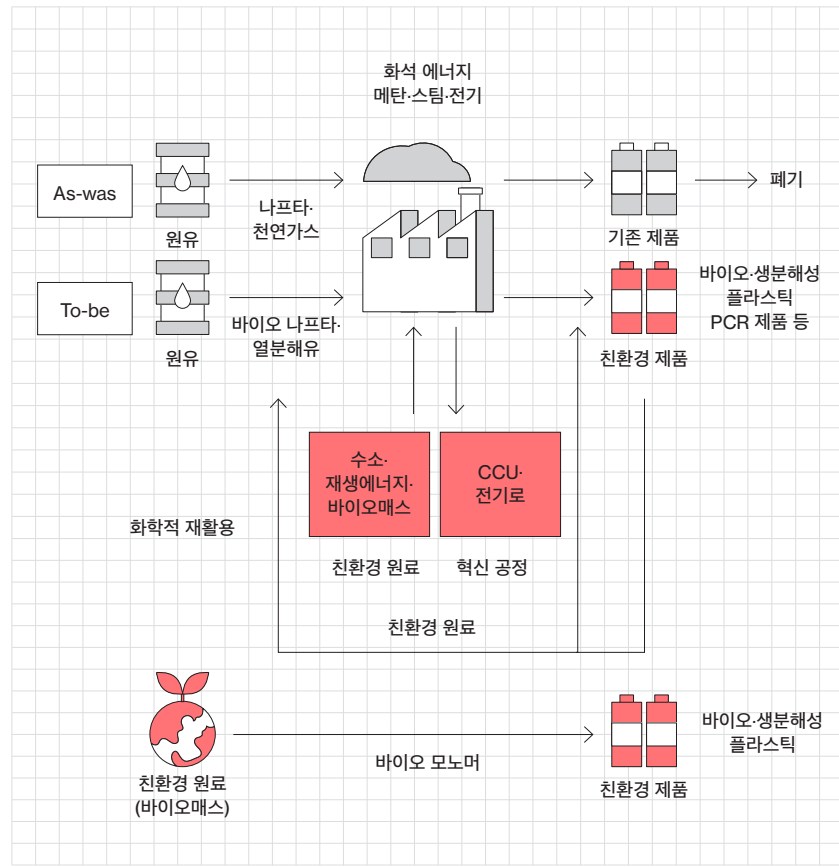 화석 에너지
메탄·스팀·전기
As-was
원유
나프타·
천연가스
기존 제품
폐기
To-be
원유
바이오 나프타·
열분해유
친환경 제품
바이오·생분해성
플라스틱
PCR 제품 등
수소·
재생에너지·
바이오매스
친환경 원료
CCU·
전기로
혁신 공정
화학적 재활용
친환경 원료
친환경 원료
(바이오매스)
바이오 모노머
친환경 제품
바이오·생분해성
플라스틱